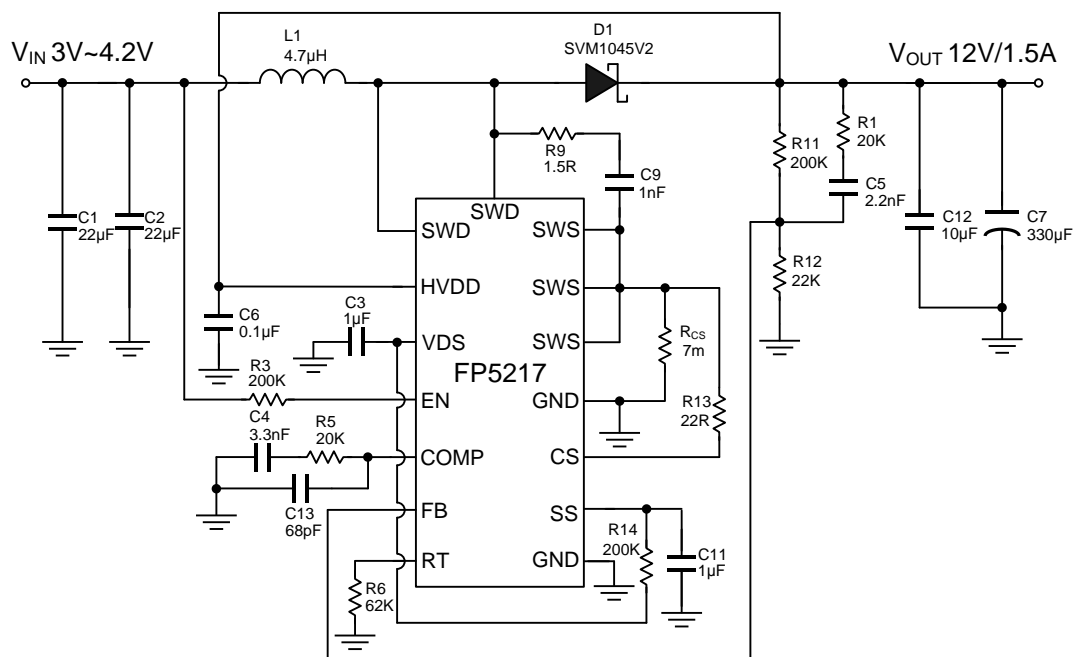 VIN 3V~4.2V
L1
4.7µH
D1
SVM1045V2
VOUT 12V/1.5A
C1
22µF
C2
22µF
R9
1.5R
C9
1nF
R11
200K
R1
20K
C5
2.2nF
C12
10µF
C7
330µF
R12
22K
SWD
SWD
SWS
HVDD
SWS
VDS
SWS
FP5217
EN
GND
COMP
CS
FB
SS
RT
GND
C6
0.1µF
C3
1µF
R3
200K
C4
3.3nF
R5
20K
C13
68pF
R6
62K
RCS
7m
R13
22R
R14
200K
C11
1µF